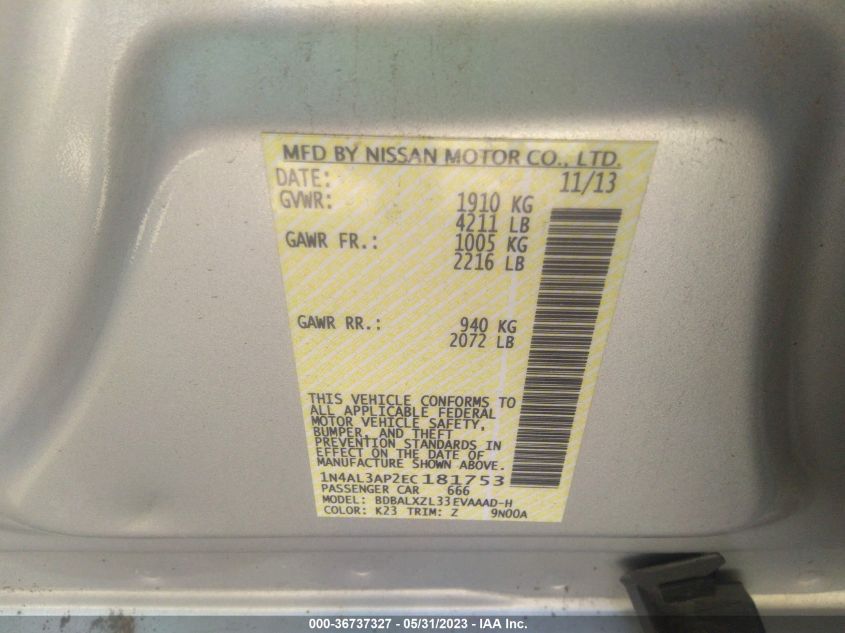 MFD BY NISSAN MOTOR CO., LTD.
DATE: 11/13
GVWR: 1910 KG
4211 LB
GAWR FR.: 1005 KG
2216 LB
GAWR RR.: 940 KG
2072 LB
THIS VEHICLE CONFORMS TO
ALL APPLICABLE FEDERAL
MOTOR VEHICLE SAFETY,
BUMPER, AND THEFT
PREVENTION STANDARDS IN
EFFECT ON THE DATE OF
MANUFACTURE SHOWN ABOVE.
1N4AL3AP2EC181753
PASSENGER CAR 666
MODEL: BDBALXZL33EVAAAD-H
COLOR: K23 TRIM: Z 9N00A
000-36737327 - 05/31/2023 - IAA Inc.